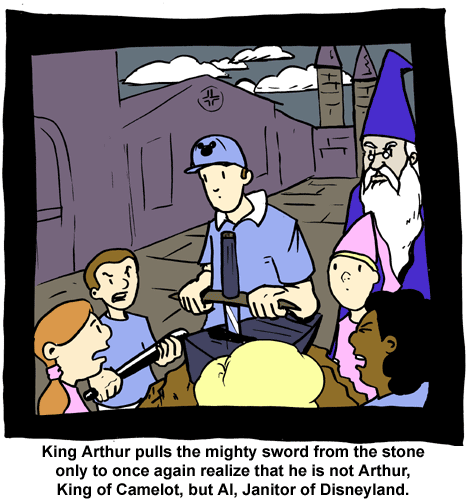 King Arthur pulls the mighty sword from the stone
only to once again realize that he is not Arthur,
King of Camelot, but Al, Janitor of Disneyland.